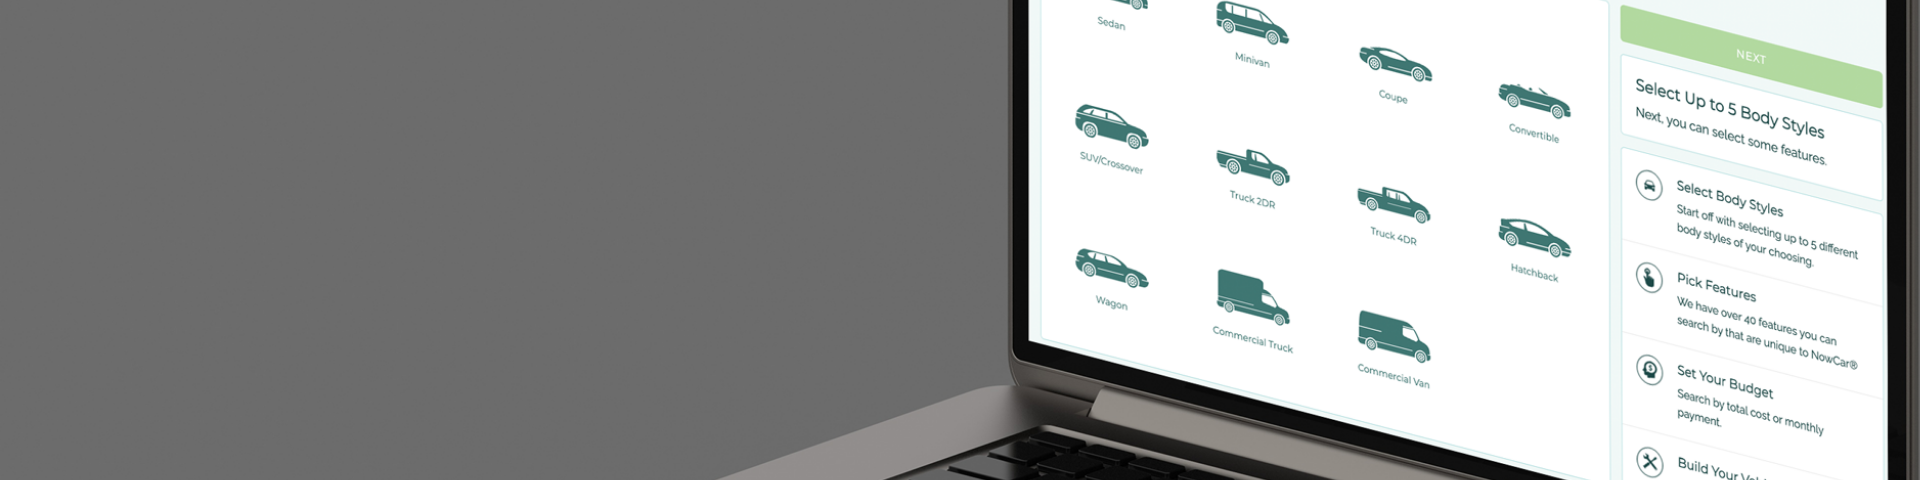 Sedan
Minivan
Coupe
Convertible
SUV/Crossover
Truck 2DR
Truck 4DR
Hatchback
Wagon
Commercial Truck
Commercial Van
NEXT
Select Up to 5 Body Styles
Next, you can select some features.
Select Body Styles
Start off with selecting up to 5 different
body styles of your choosing.
Pick Features
We have over 40 features you can
search by that are unique to NowCar®
Set Your Budget
Search by total cost or monthly
payment.
Build Your